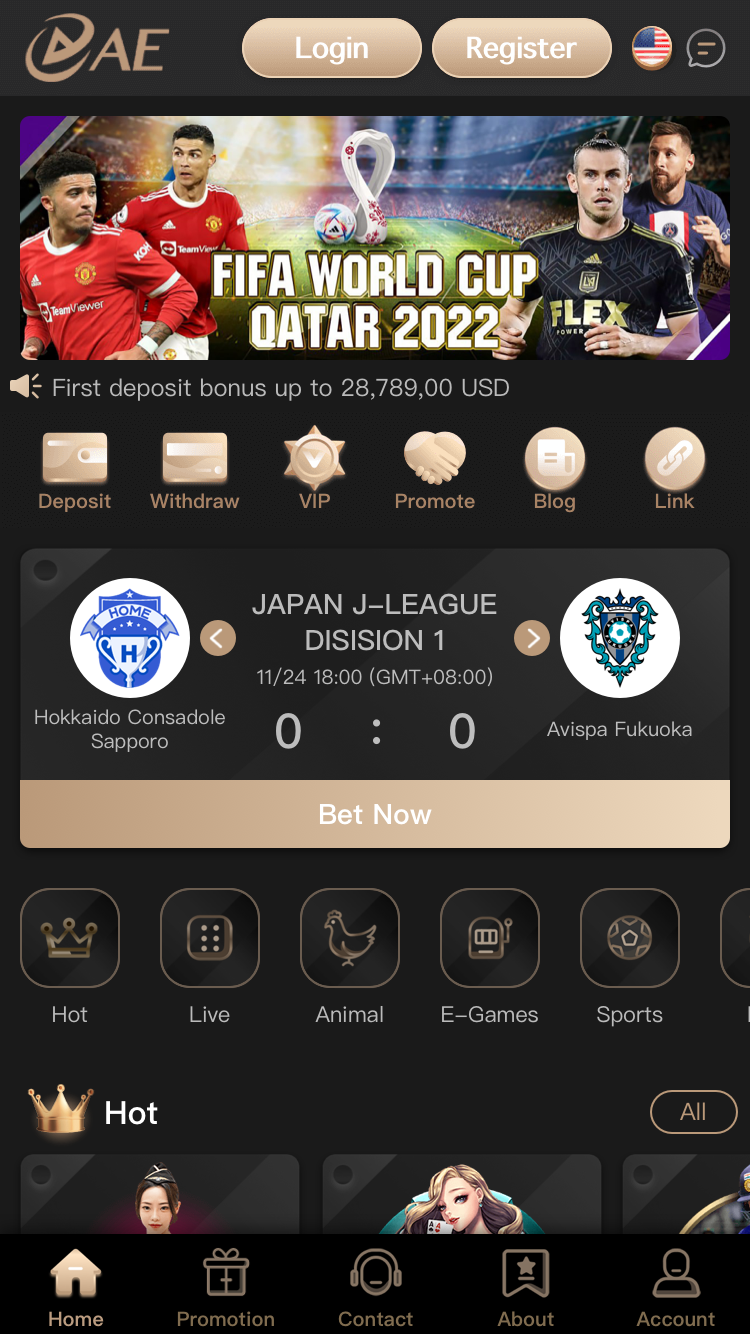 AE
Login
Register
FIFA WORLD CUP
QATAR 2022
TeamViewer
KOH
TeamView
FLEX
POWER
First deposit bonus up to 28,789,00 USD
Deposit
Withdraw
VIP
Promote
Blog
Link
JAPAN J-LEAGUE
DISISION 1
11/24 18:00 (GMT+08:00)
HOME
H
Hokkaido Consadole
Sapporo
0 : 0
Avispa Fukuoka
Bet Now
Hot
Live
Animal
E-Games
Sports
Hot
All
A A
Home
Promotion
Contact
About
Account